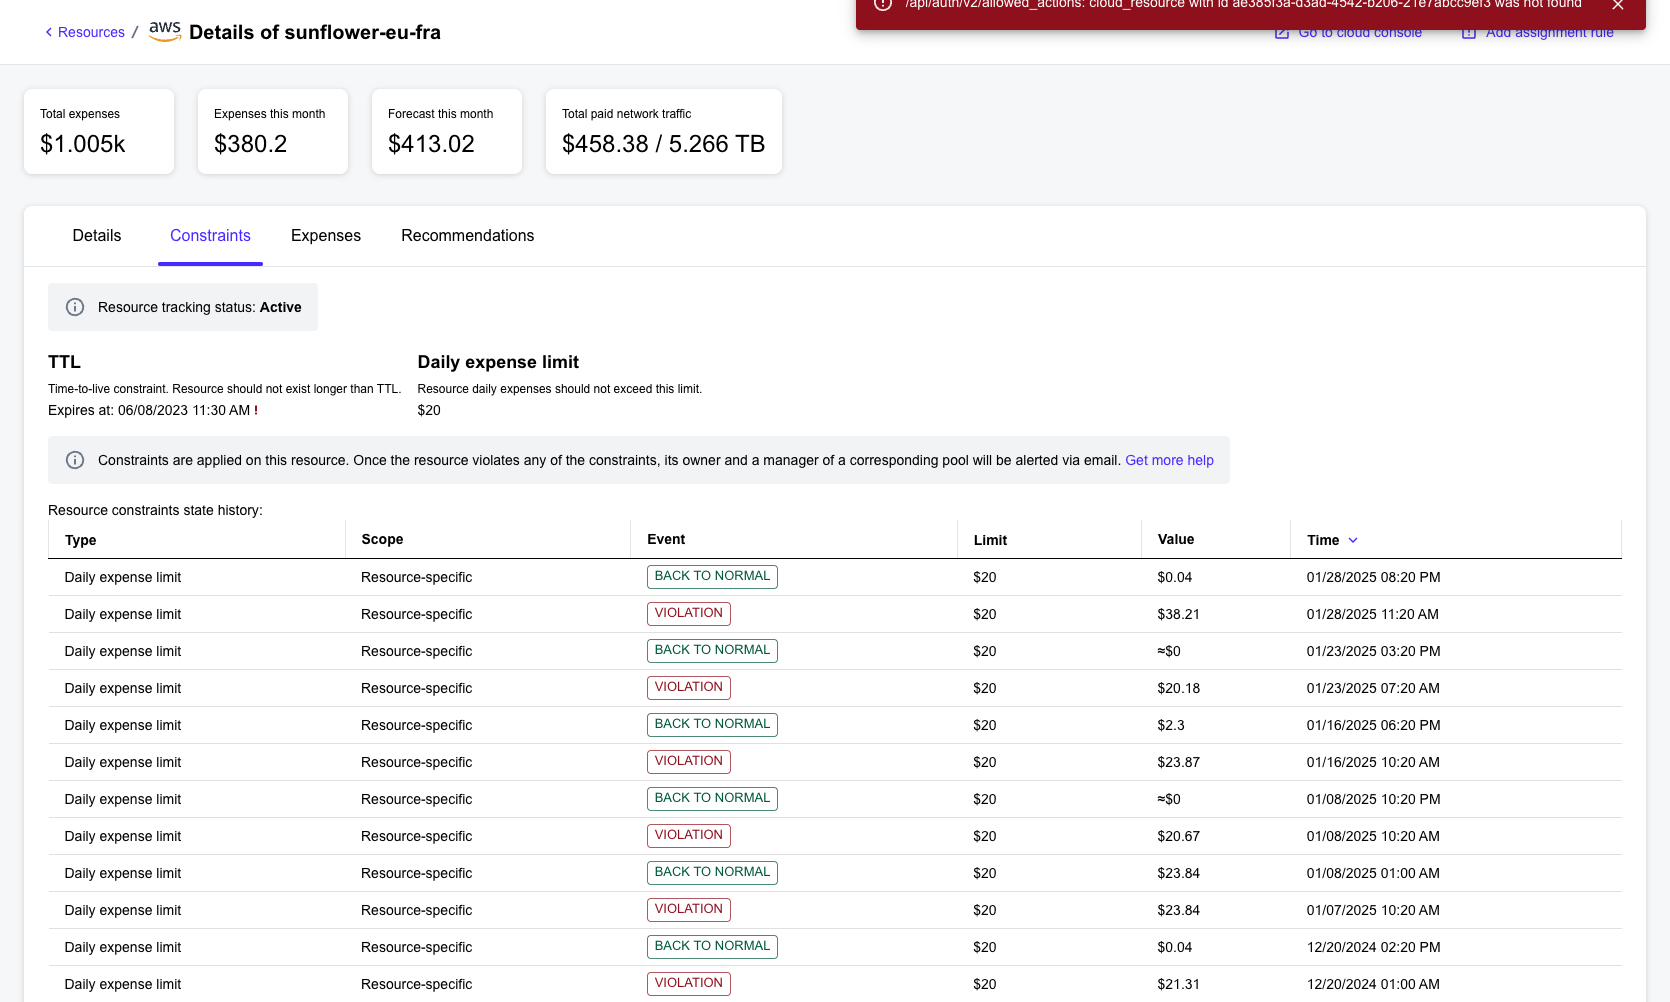 /api/auth/v2/allowed_actions: cloud_resource with id ae385f3a-d3ad-4542-b206-21e7abcc9ef3 was not found
Resources / aws Details of sunflower-eu-fra
Go to cloud console
Add assignment rule
Total expenses
$1.005k
Expenses this month
$380.2
Forecast this month
$413.02
Total paid network traffic
$458.38 / 5.266 TB
Details Constraints Expenses Recommendations
Resource tracking status: Active
TTL
Time-to-live constraint. Resource should not exist longer than TTL.
Expires at: 06/08/2023 11:30 AM !
Daily expense limit
Resource daily expenses should not exceed this limit.
$20
Constraints are applied on this resource. Once the resource violates any of the constraints, its owner and a manager of a corresponding pool will be alerted via email. Get more help
Resource constraints state history:
Type Scope Event Limit Value Time
Daily expense limit Resource-specific BACK TO NORMAL $20 $0.04 01/28/2025 08:20 PM
Daily expense limit Resource-specific VIOLATION $20 $38.21 01/28/2025 11:20 AM
Daily expense limit Resource-specific BACK TO NORMAL $20 ≈$0 01/23/2025 03:20 PM
Daily expense limit Resource-specific VIOLATION $20 $20.18 01/23/2025 07:20 AM
Daily expense limit Resource-specific BACK TO NORMAL $20 $2.3 01/16/2025 06:20 PM
Daily expense limit Resource-specific VIOLATION $20 $23.87 01/16/2025 10:20 AM
Daily expense limit Resource-specific BACK TO NORMAL $20 ≈$0 01/08/2025 10:20 PM
Daily expense limit Resource-specific VIOLATION $20 $20.67 01/08/2025 10:20 AM
Daily expense limit Resource-specific BACK TO NORMAL $20 $23.84 01/08/2025 01:00 AM
Daily expense limit Resource-specific VIOLATION $20 $23.84 01/07/2025 10:20 AM
Daily expense limit Resource-specific BACK TO NORMAL $20 $0.04 12/20/2024 02:20 PM
Daily expense limit Resource-specific VIOLATION $20 $21.31 12/20/2024 01:00 AM